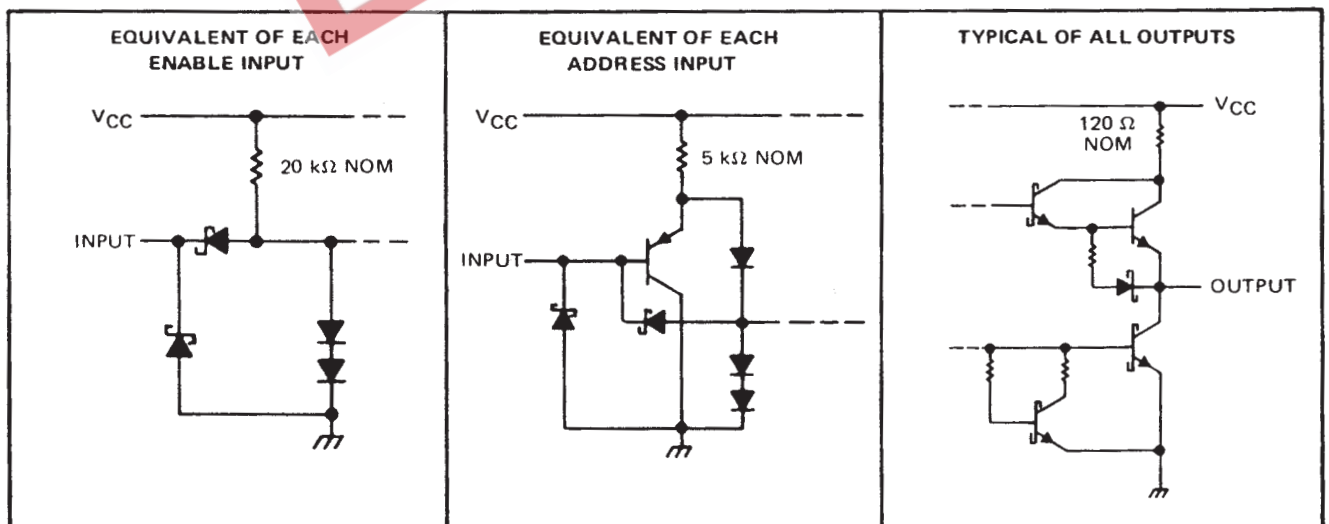 EQUIVALENT OF EACH
ENABLE INPUT
VCC
20 kΩ NOM
INPUT
EQUIVALENT OF EACH
ADDRESS INPUT
VCC
5 kΩ NOM
INPUT
TYPICAL OF ALL OUTPUTS
VCC
120 Ω
NOM
OUTPUT